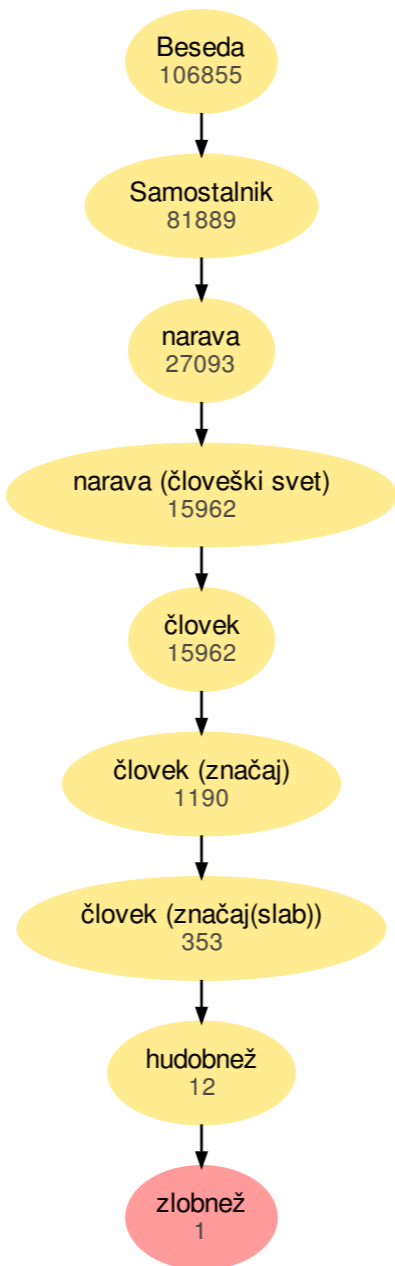 Beseda
106855
Samostalnik
81889
narava
27093
narava (človeški svet)
15962
človek
15962
človek (značaj)
1190
človek (značaj(slab))
353
hudobnež
12
zlobnež
1